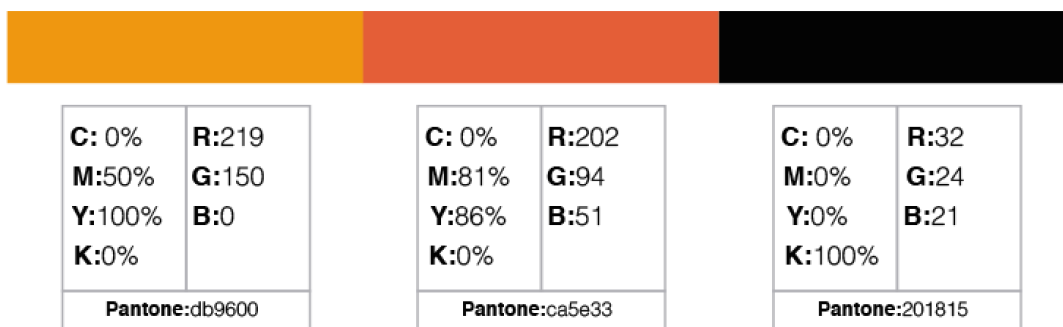 C: 0% R:219
M:50% G:150
Y:100% B:0
K:0%
Pantone:db9600
C: 0% R:202
M:81% G:94
Y:86% B:51
K:0%
Pantone:ca5e33
C: 0% R:32
M:0% G:24
Y:0% B:21
K:100%
Pantone:201815